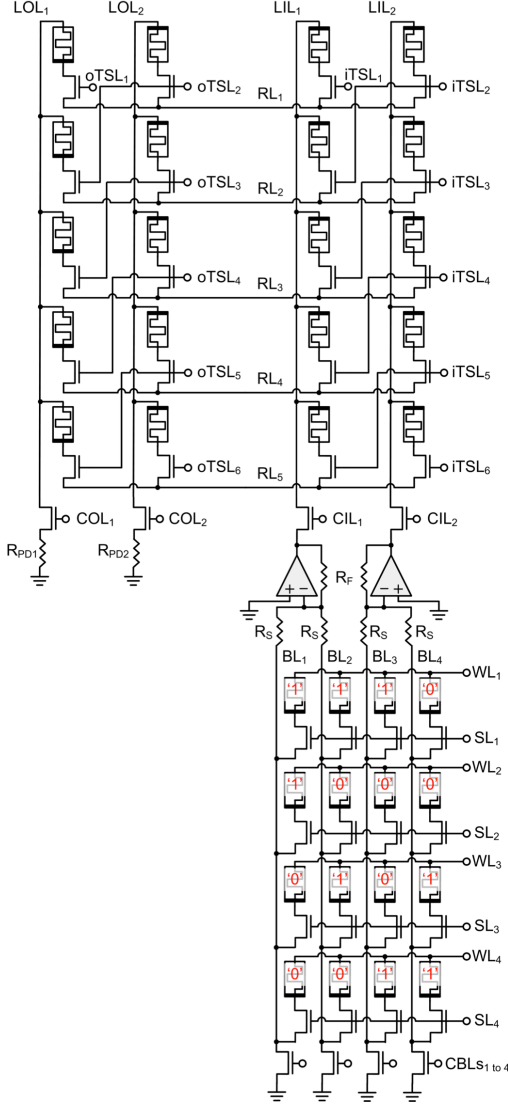 LOL1 LOL2 LIL1 LIL2
oTSL1 iTSL1
oTSL2 RL1 iTSL2
oTSL3 iTSL3
RL2
oTSL4 iTSL4
RL3
oTSL5 iTSL5
RL4
oTSL6 iTSL6
RL5
COL1 COL2 CIL1 CIL2
RPD1 RPD2
RF
+ − − +
RS RS RS RS
BL1 BL2 BL3 BL4
WL1
'1' '1' '1' '0'
SL1
WL2
'1' '0' '0' '0'
SL2
WL3
'0' '1' '0' '1'
SL3
WL4
'0' '0' '1' '1'
SL4
CBLs1 to 4